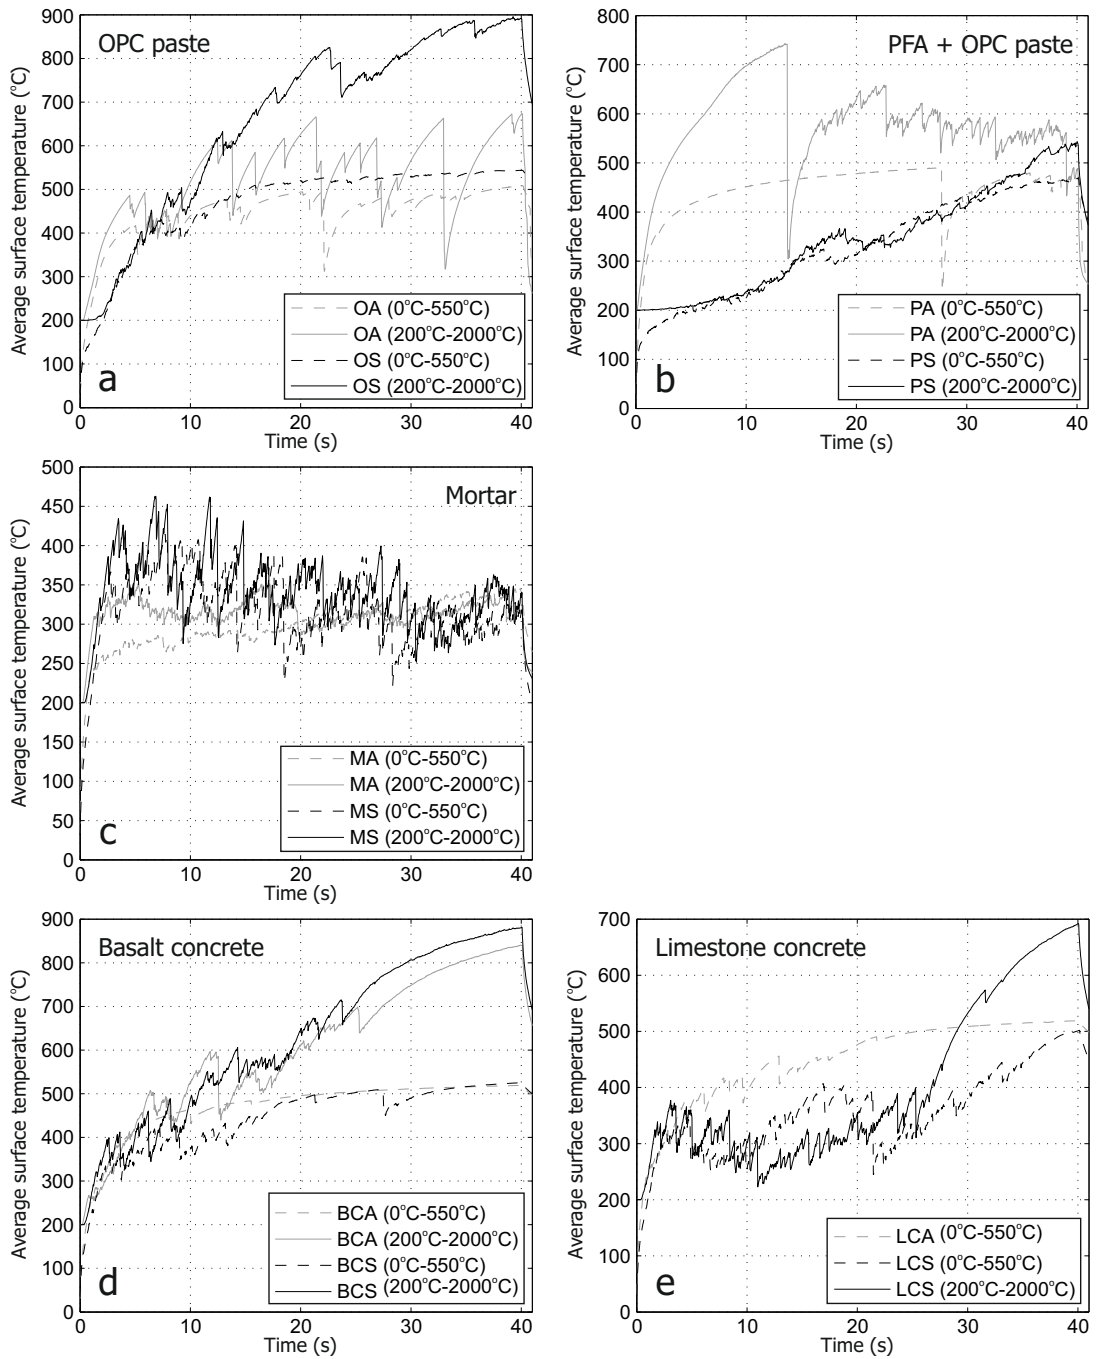 OPC paste
Average surface temperature (°C)
900
800
700
600
500
400
300
200
100
0
OA (0°C-550°C)
OA (200°C-2000°C)
OS (0°C-550°C)
OS (200°C-2000°C)
a
0 10 20 30 40
Time (s)
PFA + OPC paste
Average surface temperature (°C)
800
700
600
500
400
300
200
100
0
PA (0°C-550°C)
PA (200°C-2000°C)
PS (0°C-550°C)
PS (200°C-2000°C)
b
0 10 20 30 40
Time (s)
Mortar
Average surface temperature (°C)
500
450
400
350
300
250
200
150
100
50
0
MA (0°C-550°C)
MA (200°C-2000°C)
MS (0°C-550°C)
MS (200°C-2000°C)
c
0 10 20 30 40
Time (s)
Basalt concrete
Average surface temperature (°C)
900
800
700
600
500
400
300
200
100
0
BCA (0°C-550°C)
BCA (200°C-2000°C)
BCS (0°C-550°C)
BCS (200°C-2000°C)
d
0 10 20 30 40
Time (s)
Limestone concrete
Average surface temperature (°C)
700
600
500
400
300
200
100
0
LCA (0°C-550°C)
LCS (0°C-550°C)
LCS (200°C-2000°C)
e
0 10 20 30 40
Time (s)